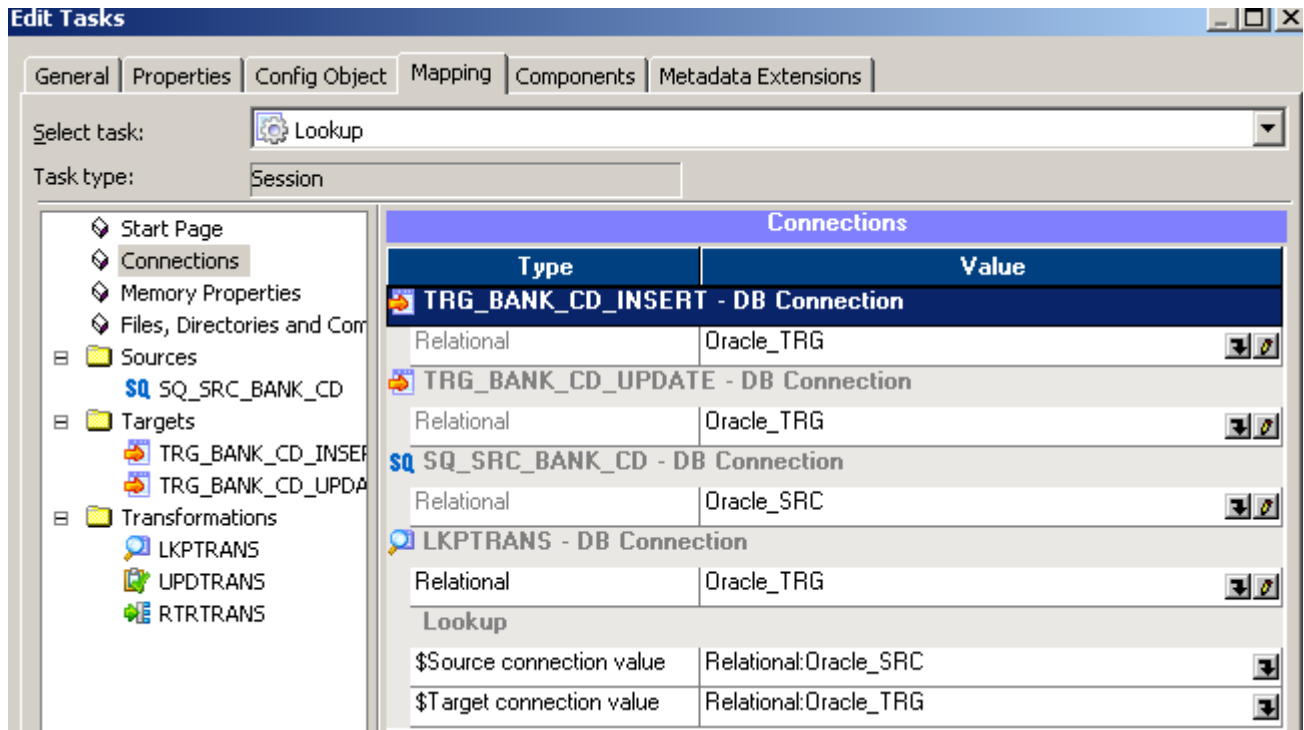 Edit Tasks
General Properties Config Object Mapping Components Metadata Extensions
Select task: Lookup
Task type: Session
Start Page
Connections
Memory Properties
Files, Directories and Com
Sources
SQ SQ_SRC_BANK_CD
Targets
TRG_BANK_CD_INSER
TRG_BANK_CD_UPDA
Transformations
LKPTRANS
UPDTRANS
RTRTRANS
Connections
Type Value
TRG_BANK_CD_INSERT - DB Connection
Relational Oracle_TRG
TRG_BANK_CD_UPDATE - DB Connection
Relational Oracle_TRG
SQ SQ_SRC_BANK_CD - DB Connection
Relational Oracle_SRC
LKPTRANS - DB Connection
Relational Oracle_TRG
Lookup
$Source connection value Relational:Oracle_SRC
$Target connection value Relational:Oracle_TRG